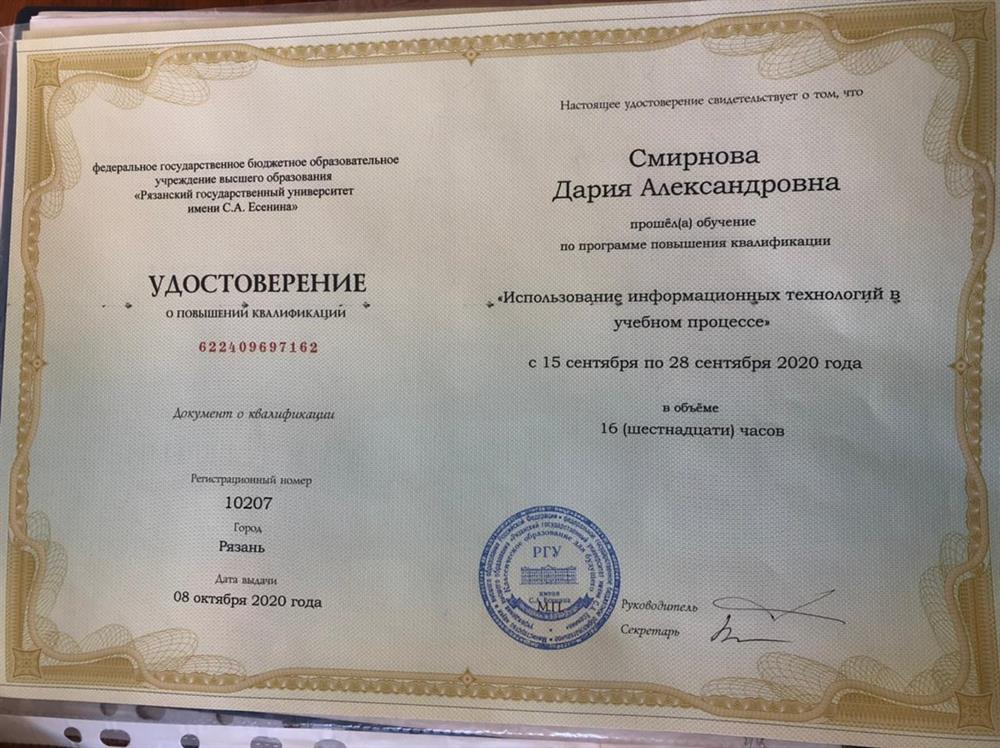 федеральное государственное бюджетное образовательное
учреждение высшего образования
«Рязанский государственный университет
имени С.А. Есенина»
УДОСТОВЕРЕНИЕ
О ПОВЫШЕНИИ КВАЛИФИКАЦИИ
622409697162
Документ о квалификации
Регистрационный номер
10207
Город
Рязань
Дата выдачи
08 октября 2020 года
Настоящее удостоверение свидетельствует о том, что
Смирнова
Дария Александровна
прошёл(а) обучение
по программе повышения квалификации
«Использование информационных технологий в
учебном процессе»
с 15 сентября по 28 сентября 2020 года
в объёме
16 (шестнадцати) часов
РГУ
имени
С.А. Есенина
М.П.
Руководитель
Секретарь